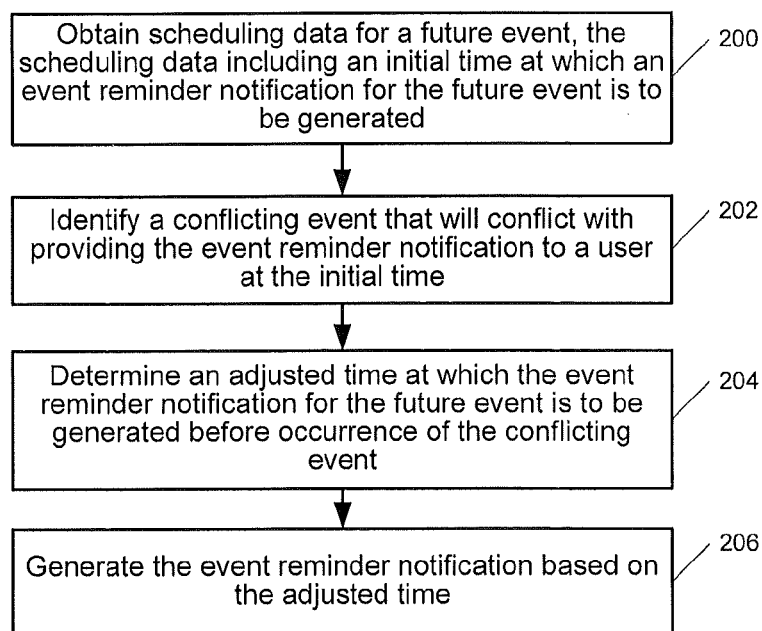 Obtain scheduling data for a future event, the
scheduling data including an initial time at which an
event reminder notification for the future event is to
be generated
200
Identify a conflicting event that will conflict with
providing the event reminder notification to a user
at the initial time
202
Determine an adjusted time at which the event
reminder notification for the future event is to be
generated before occurrence of the conflicting
event
204
Generate the event reminder notification based on
the adjusted time
206